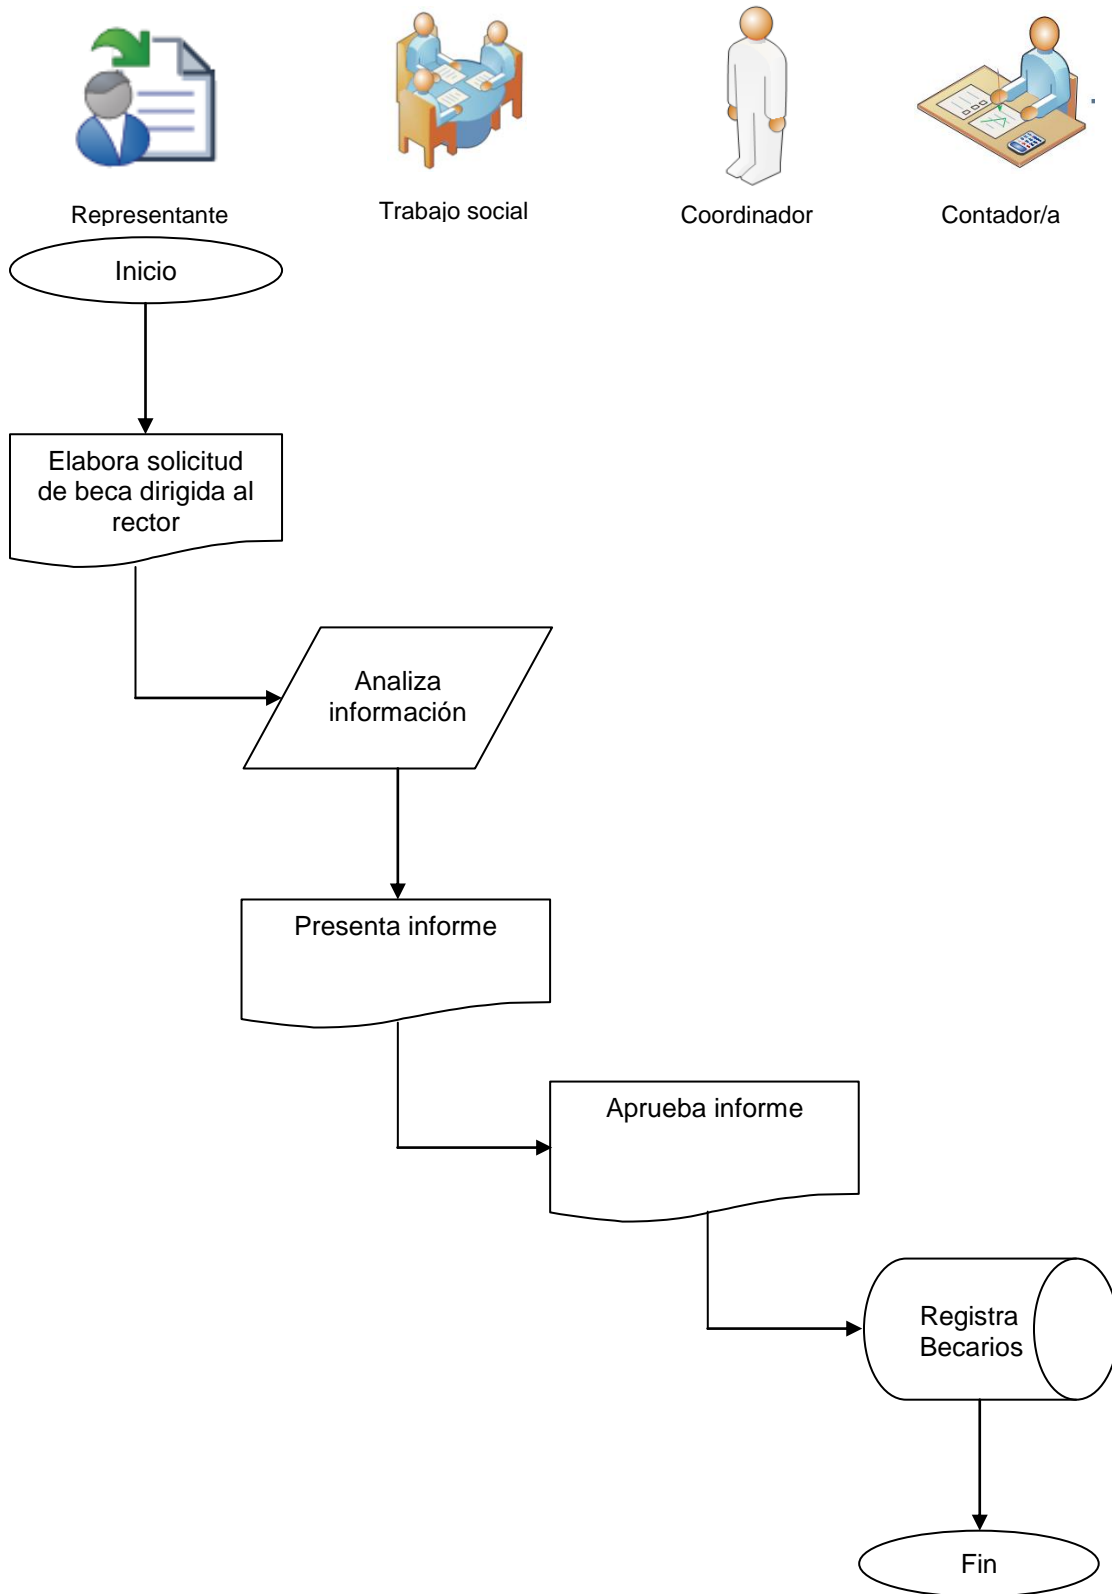 Representante
Trabajo social
Coordinador
Contador/a
Inicio
Elabora solicitud
de beca dirigida al
rector
Analiza
información
Presenta informe
Aprueba informe
Registra
Becarios
Fin